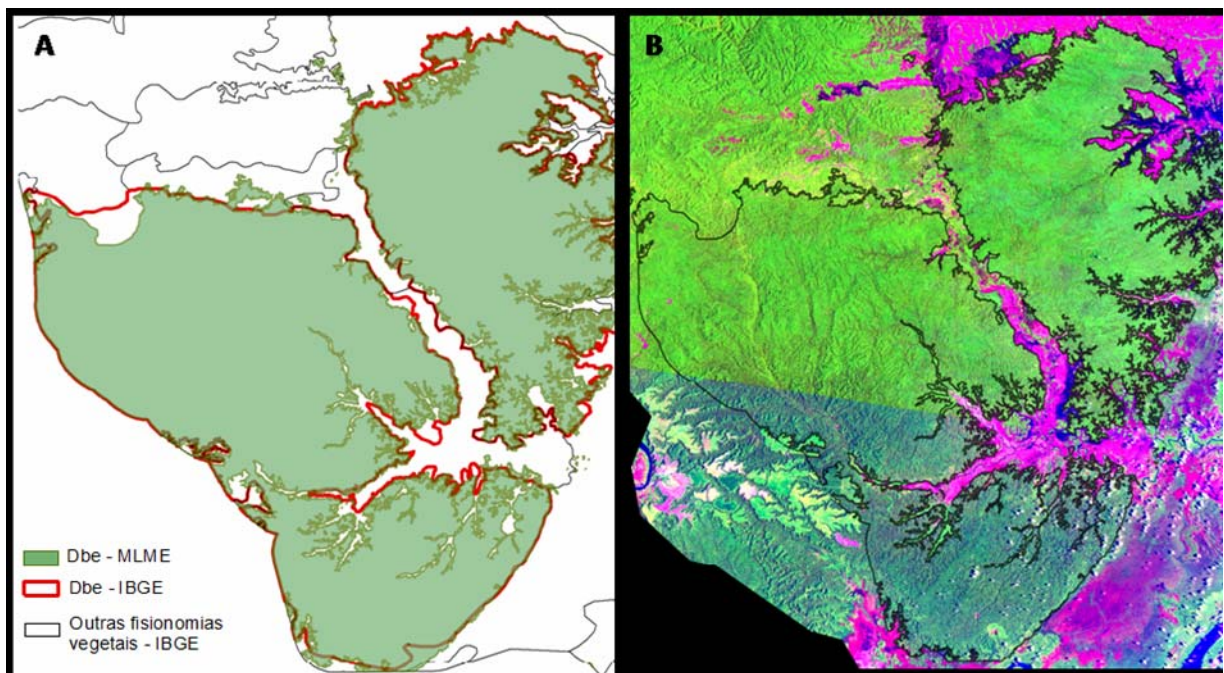 A
B
Dbe - MLME
Dbe - IBGE
Outras fisionomias
vegetais - IBGE